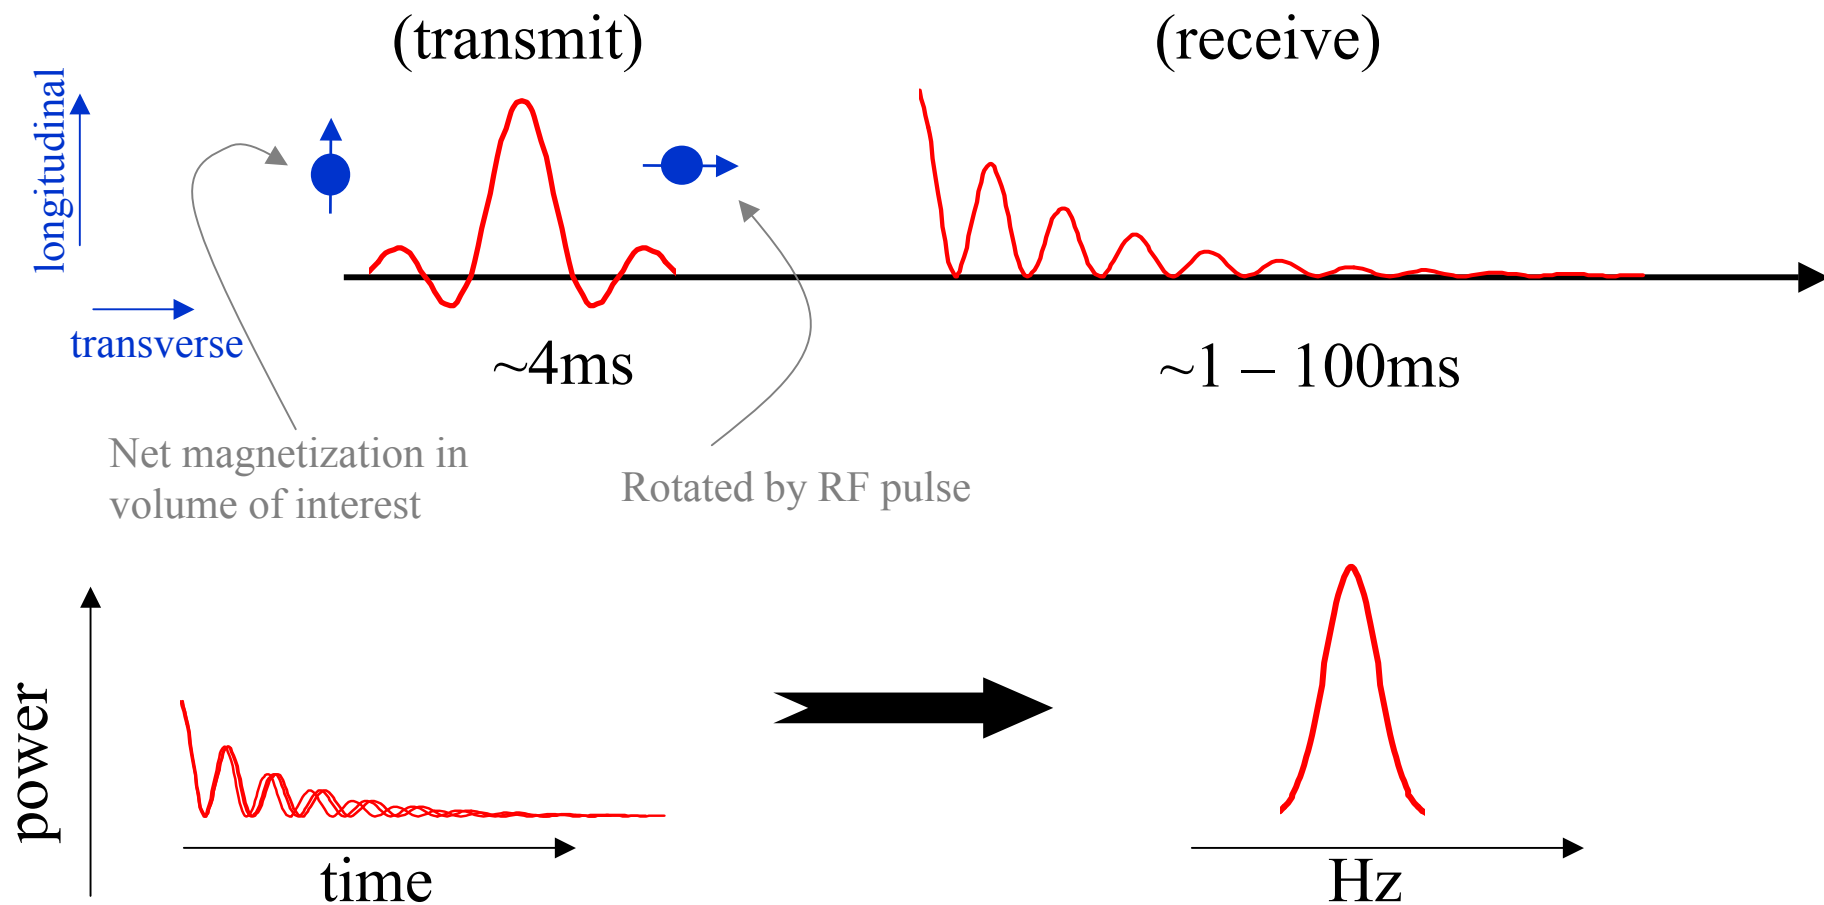 (transmit)
(receive)
longitudinal
transverse
~4ms
~1 – 100ms
Net magnetization in
volume of interest
Rotated by RF pulse
power
time
Hz